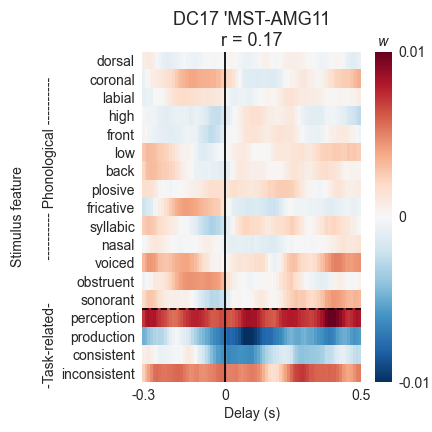 DC17 'MST-AMG11
r = 0.17
w
dorsal
coronal
labial
high
front
low
back
plosive
fricative
syllabic
nasal
voiced
obstruent
sonorant
perception
production
consistent
inconsistent
Stimulus feature
-Task-related- ----------- Phonological -----------
0.01
0
-0.01
-0.3
0
0.5
Delay (s)